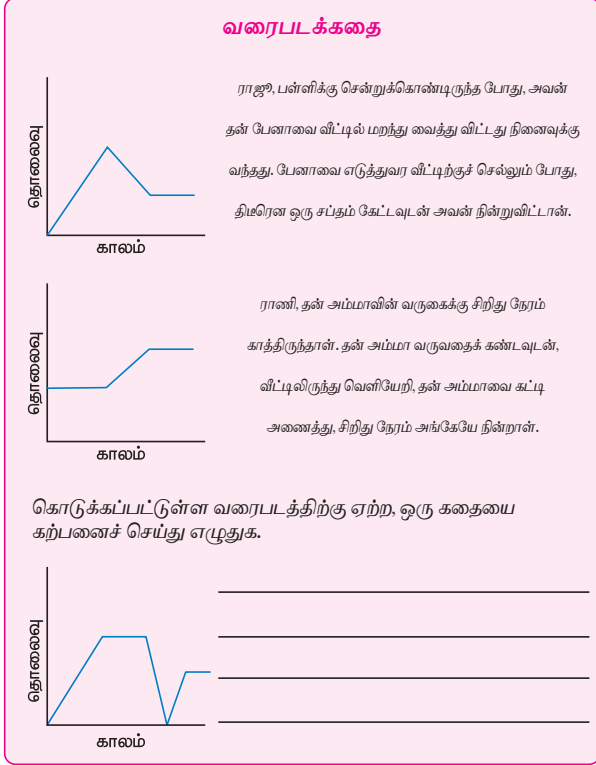 வரைபடக்கதை
ராஜூ, பள்ளிக்கு சென்றுக்கொண்டிருந்த போது, அவன்
தன் பேனாவை வீட்டில் மறந்து வைத்து விட்டது நினைவுக்கு
வந்தது. பேனாவை எடுத்துவர வீட்டிற்குச் செல்லும் போது,
திடீரென ஒரு சப்தம் கேட்டவுடன் அவன் நின்றுவிட்டான்.
தொலைவு
காலம்
ராணி, தன் அம்மாவின் வருகைக்கு சிறிது நேரம்
காத்திருந்தாள். தன் அம்மா வருவதைக் கண்டவுடன்,
வீட்டிலிருந்து வெளியேறி, தன் அம்மாவை கட்டி
அணைத்து, சிறிது நேரம் அங்கேயே நின்றாள்.
தொலைவு
காலம்
கொடுக்கப்பட்டுள்ள வரைபடத்திற்கு ஏற்ற, ஒரு கதையை
கற்பனைச் செய்து எழுதுக.
தொலைவு
காலம்